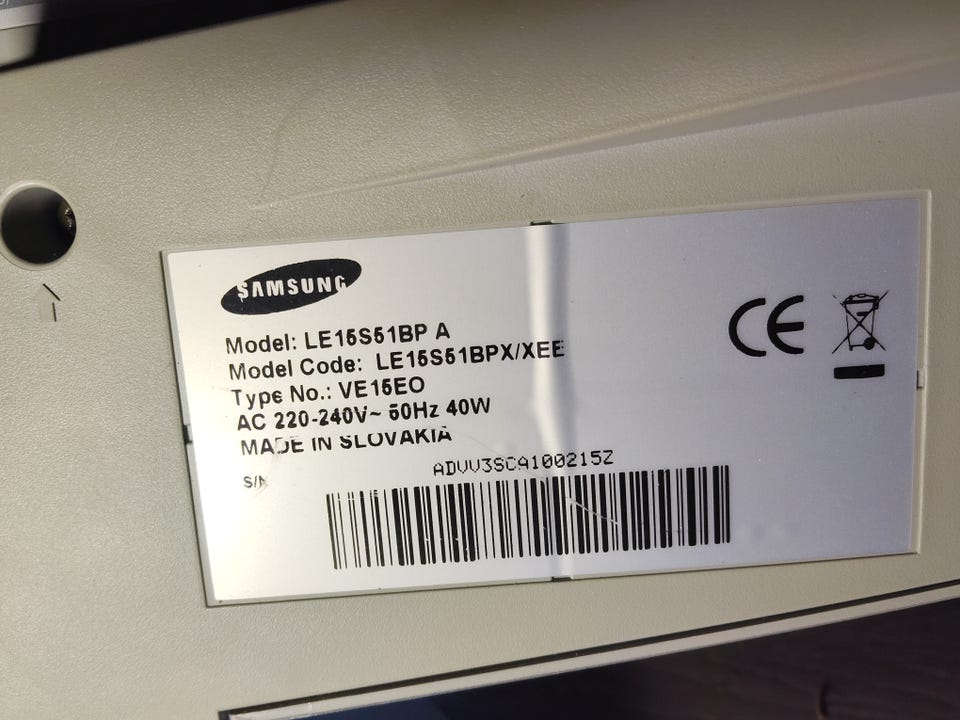 SAMSUNG
Model: LE15S51BP A
Model Code: LE15S51BPX/XEE
Type No.: VE15EO
AC 220-240V~ 50Hz 40W
MADE IN SLOVAKIA
S/N
ADVV3SCA100215Z
CE